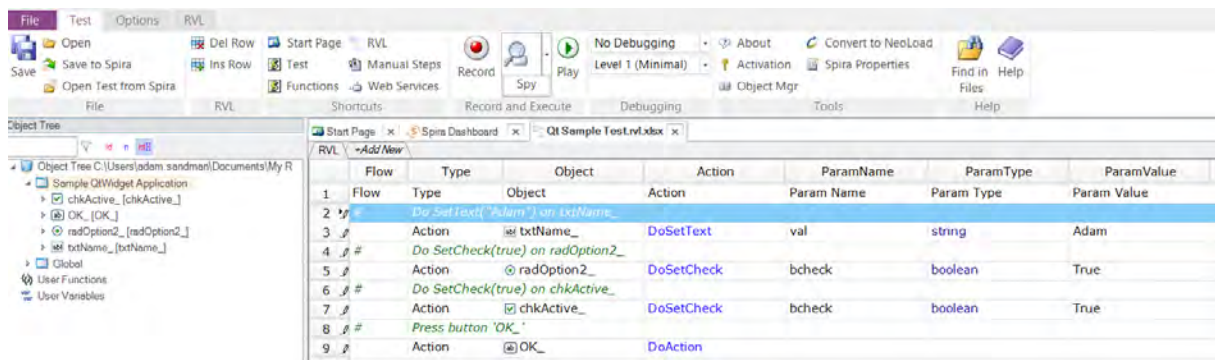 File Test Options RVL
Open Del Row Start Page RVL No Debugging About Convert to NeoLoad
Save Save to Spira Ins Row Test Manual Steps Record Spy Play Level 1 (Minimal) Activation Spira Properties Find in Files Help
Open Test from Spira Functions Web Services Object Mgr
File RVL Shortcuts Record and Execute Debugging Tools Help
Object Tree
Start Page x Spira Dashboard x Qt Sample Test.rvl.xlsx x
RVL +Add New
Object Tree C:\Users\adam.sandman\Documents\My R
Sample QtWidget Application
chkActive_ [chkActive_]
OK_ [OK_]
radOption2_ [radOption2_]
txtName_ [txtName_]
Global
User Functions
User Variables
Flow Type Object Action ParamName ParamType ParamValue
1 Flow Type Object Action Param Name Param Type Param Value
2 # Do SetText("Adam") on txtName_
3 Action txtName_ DoSetText val string Adam
4 # Do SetCheck(true) on radOption2_
5 Action radOption2_ DoSetCheck bcheck boolean True
6 # Do SetCheck(true) on chkActive_
7 Action chkActive_ DoSetCheck bcheck boolean True
8 # Press button 'OK_'
9 Action OK_ DoAction